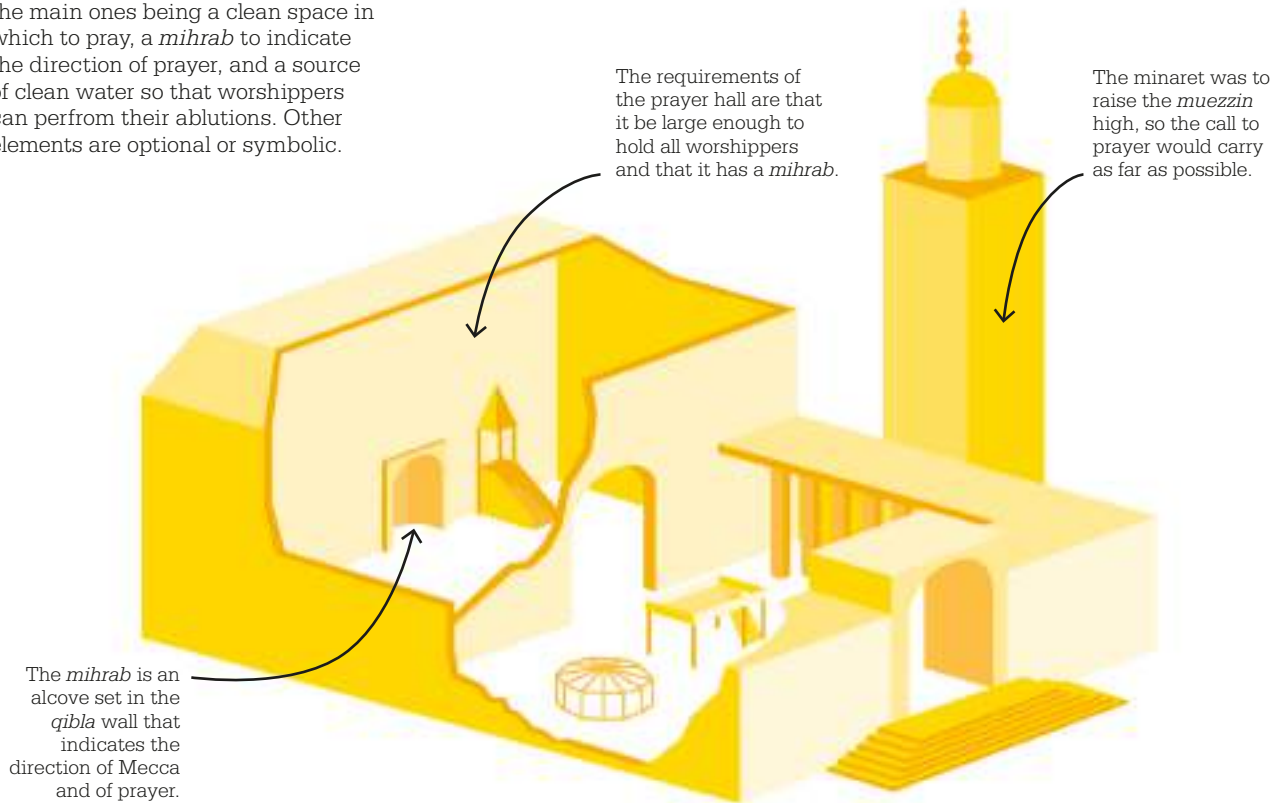 the main ones being a clean space in
which to pray, a mihrab to indicate
the direction of prayer, and a source
of clean water so that worshippers
can perfrom their ablutions. Other
elements are optional or symbolic.
The requirements of
the prayer hall are that
it be large enough to
hold all worshippers
and that it has a mihrab.
The minaret was to
raise the muezzin
high, so the call to
prayer would carry
as far as possible.
The mihrab is an
alcove set in the
qibla wall that
indicates the
direction of Mecca
and of prayer.